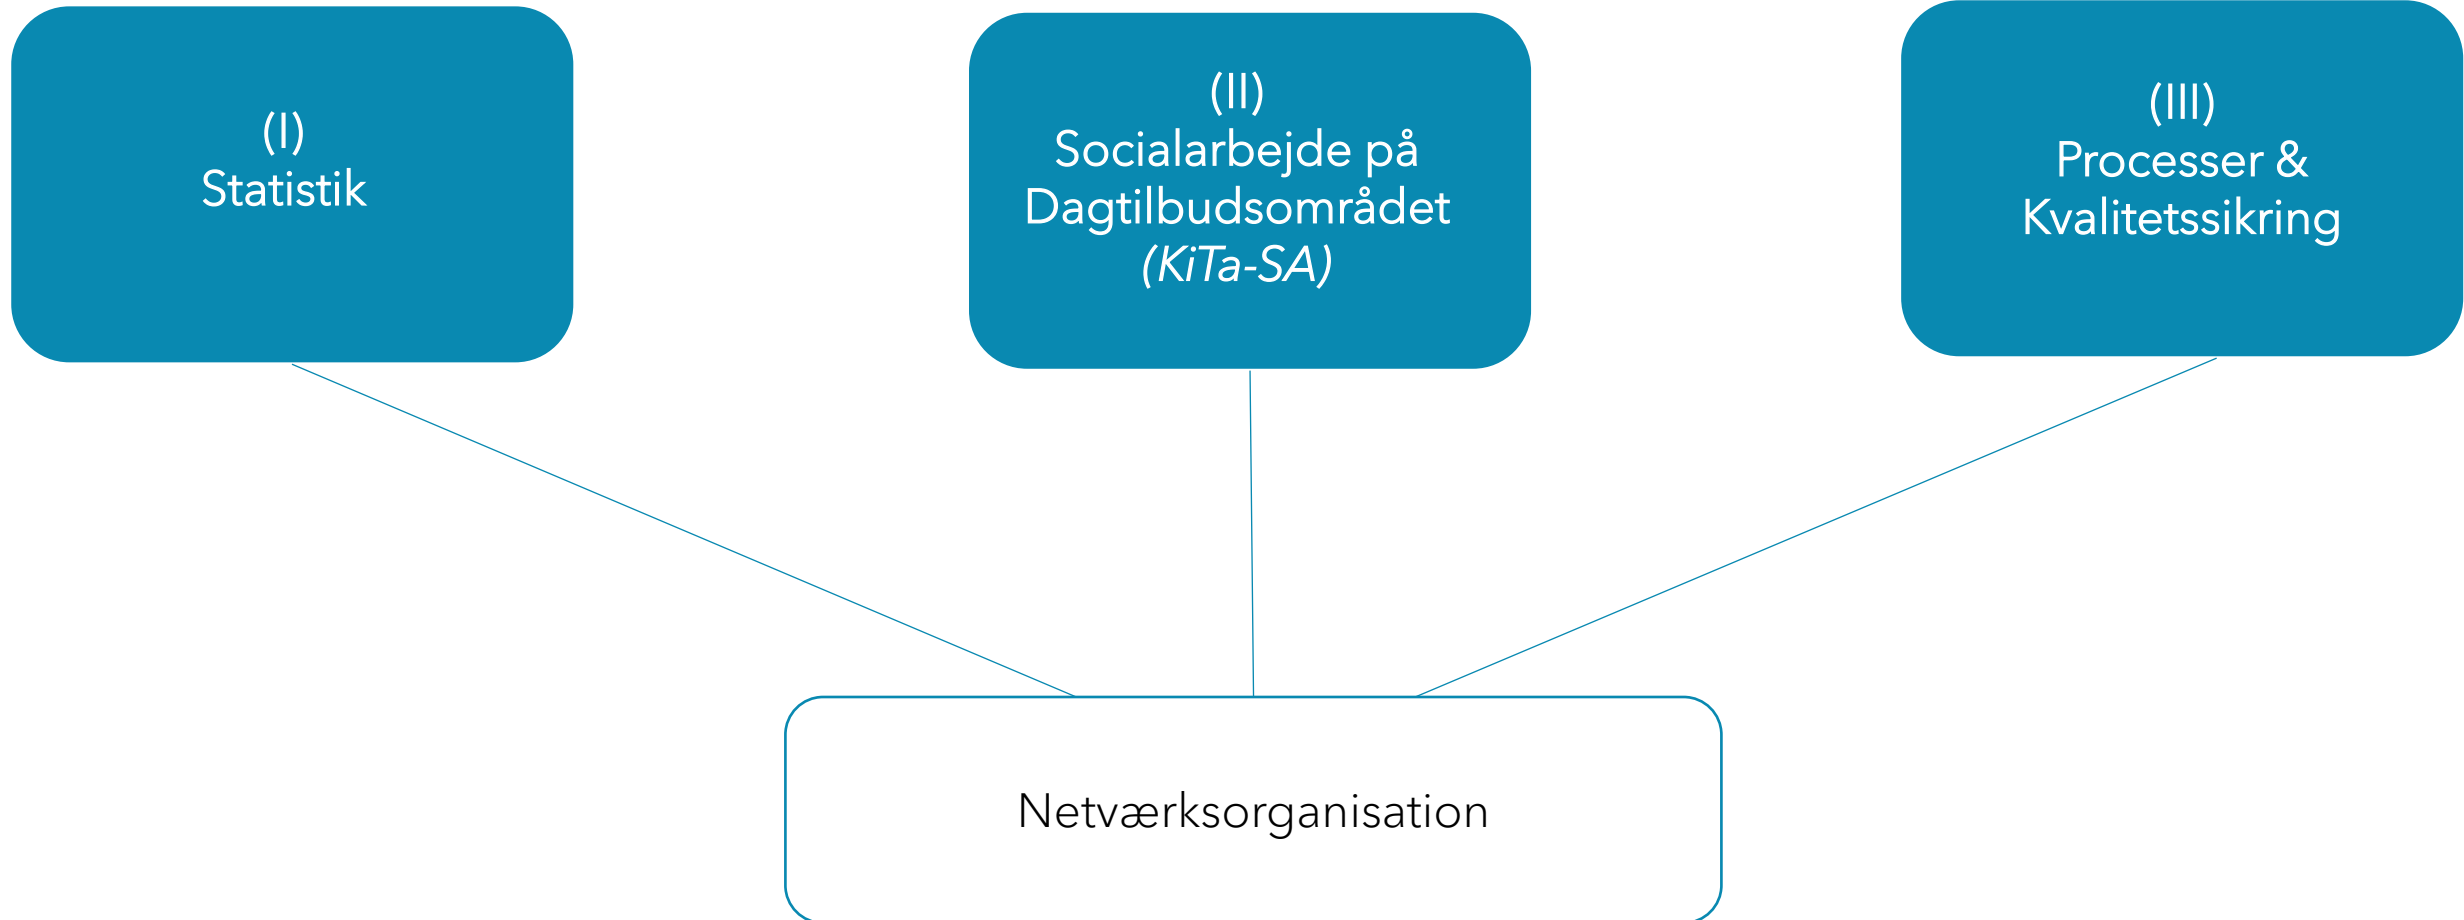 (I)
Statistik
(II)
Socialarbejde på
Dagtilbudsområdet
(KiTa-SA)
(III)
Processer &
Kvalitetssikring
Netværksorganisation